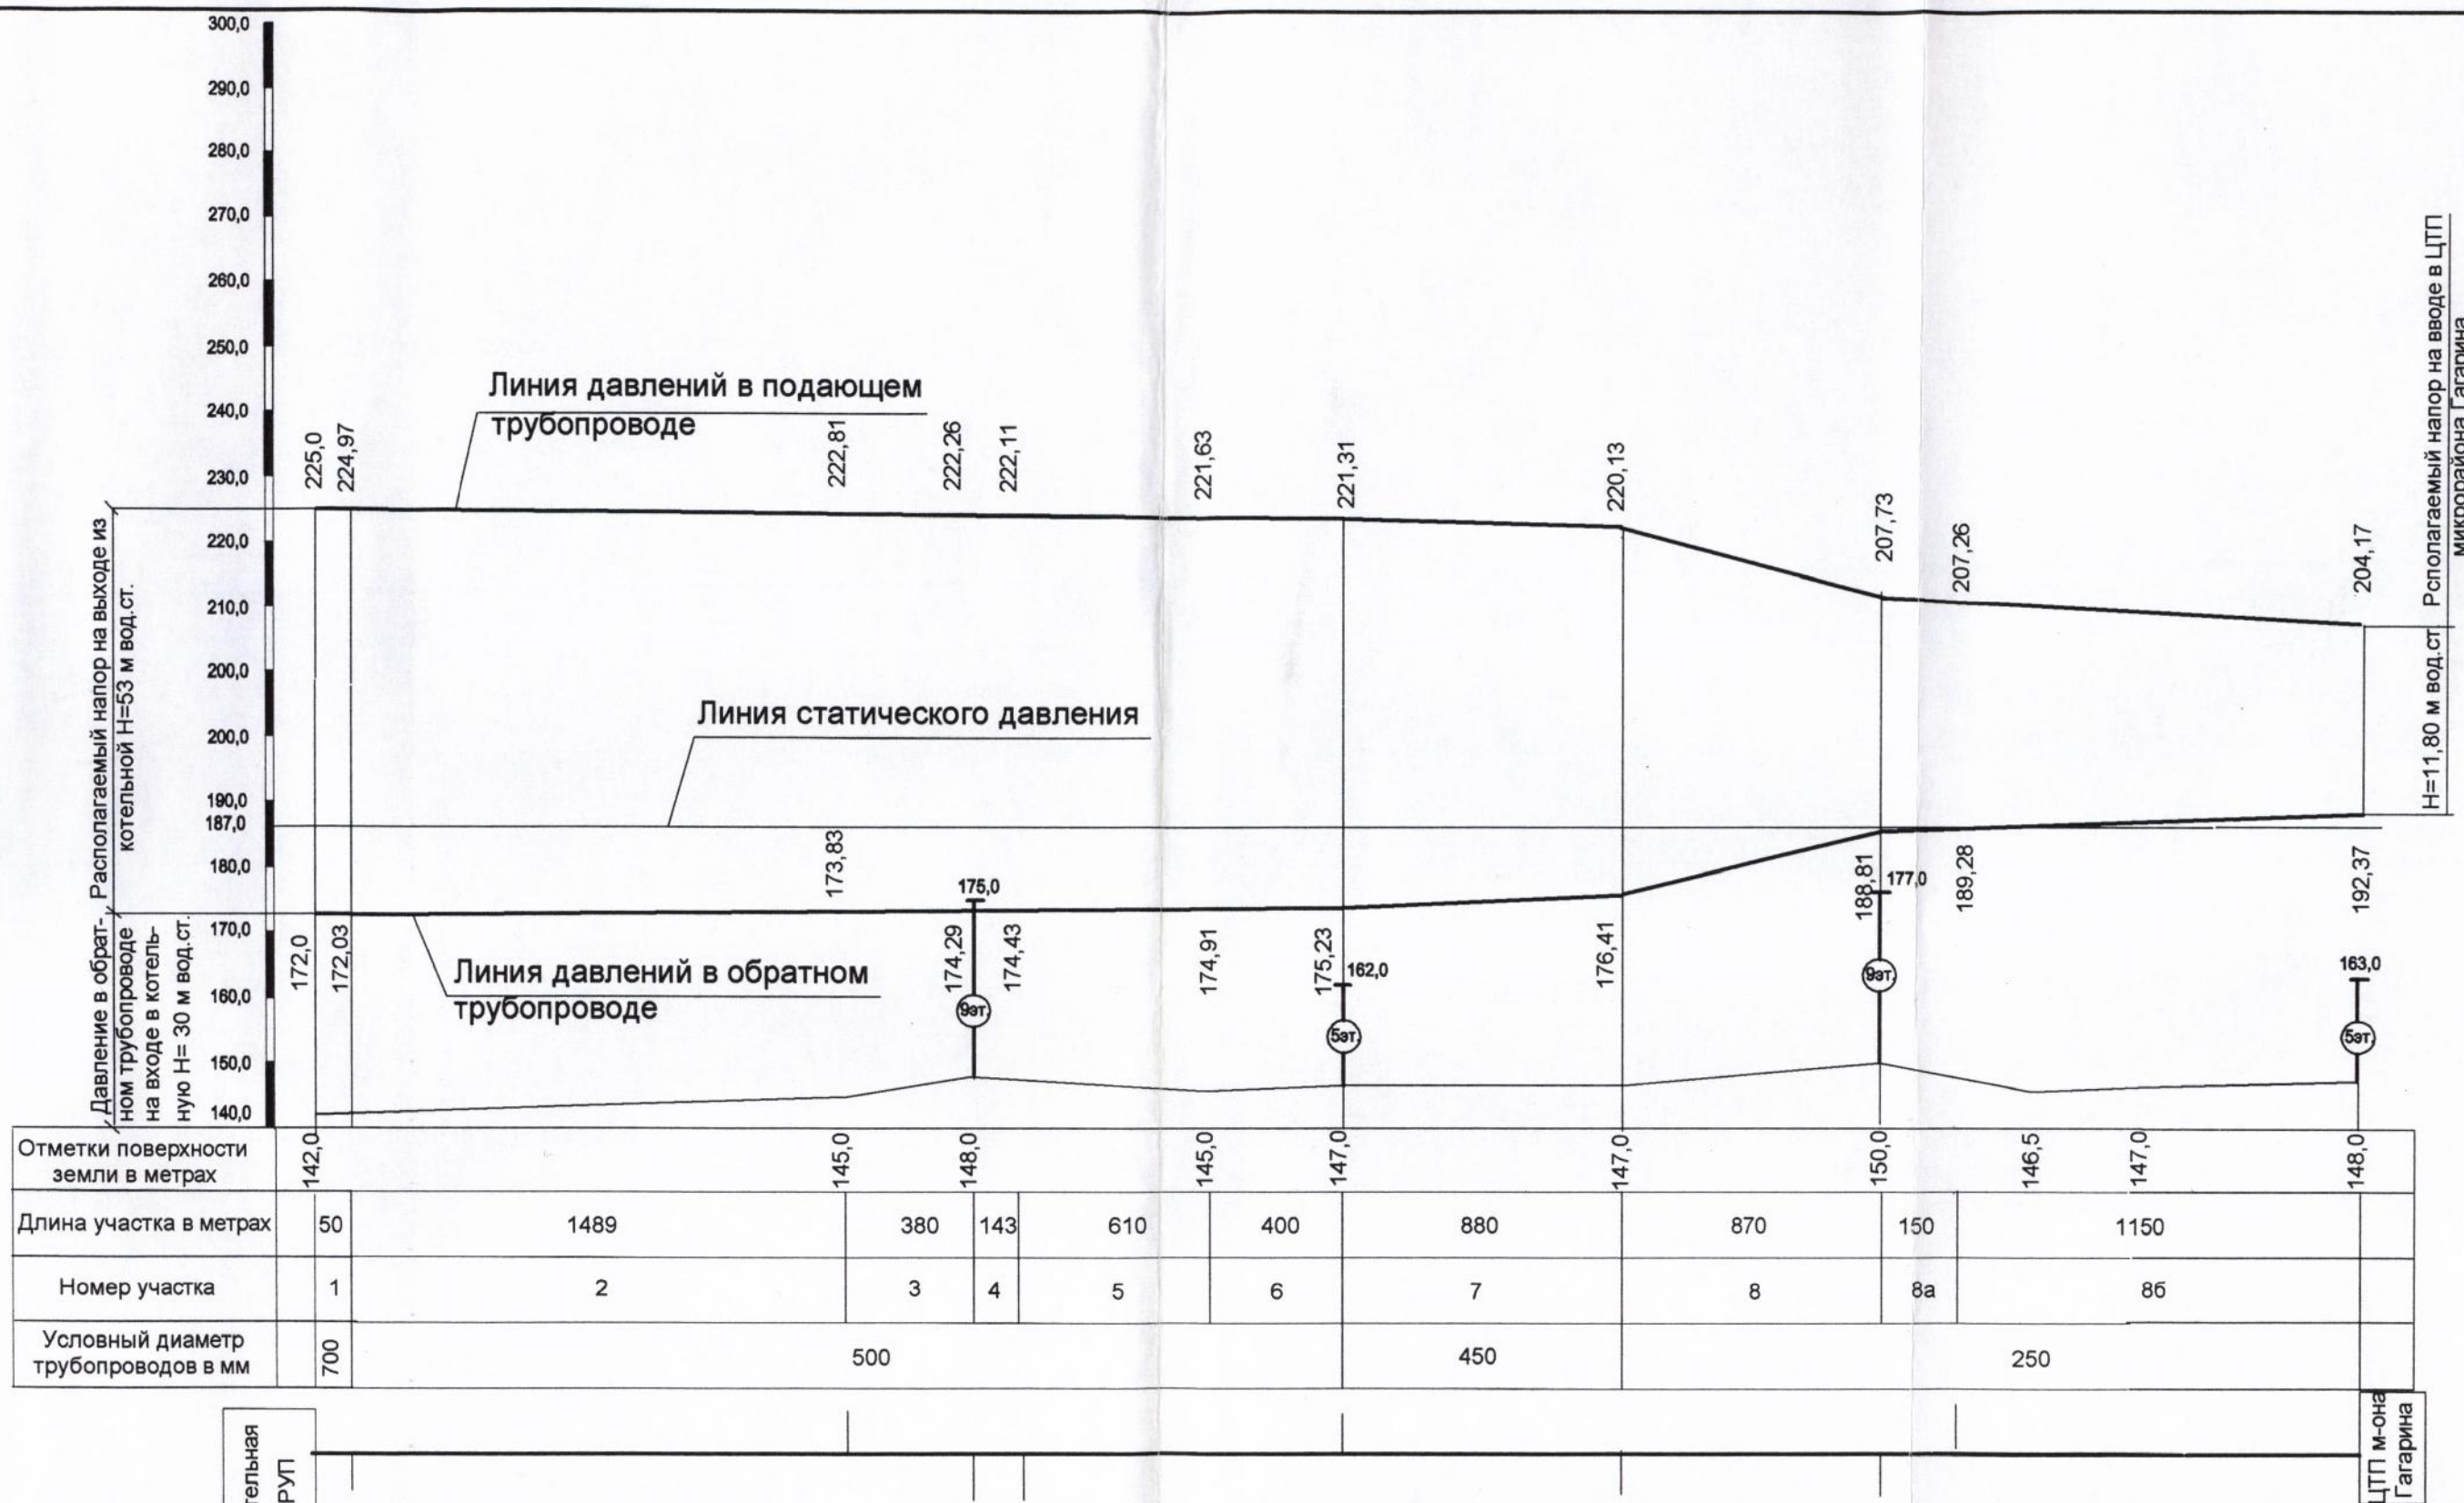 300,0
290,0
280,0
270,0
260,0
250,0
240,0
230,0
220,0
210,0
200,0
200,0
190,0
187,0
180,0
170,0
160,0
150,0
140,0
Располагаемый напор на выходе из
котельной Н=53 м вод.ст.
Давление в обрат-
ном трубопроводе
на входе в котель-
ную Н= 30 м вод.ст.
Линия давлений в подающем
трубопроводе
225,0
224,97
222,81
222,26
222,11
221,63
221,31
220,13
207,73
207,26
204,17
Рсполагаемый напор на вводе в ЦТП
микрорайона Гагарина
Н=11,80 м вод.ст.
Линия статического давления
172,0
172,03
173,83
174,29
174,43
174,91
175,23
176,41
188,81
189,28
192,37
Линия давлений в обратном
трубопроводе
175,0
9эт.
162,0
5эт.
177,0
9эт.
163,0
5эт.
Отметки поверхности
земли в метрах
142,0
145,0
148,0
145,0
147,0
147,0
150,0
146,5
147,0
148,0
Длина участка в метрах
50
1489
380
143
610
400
880
870
150
1150
Номер участка
1
2
3
4
5
6
7
8
8а
8б
Условный диаметр
трубопроводов в мм
700
500
450
250
тельная
РУП
ЦТП м-она
Гагарина